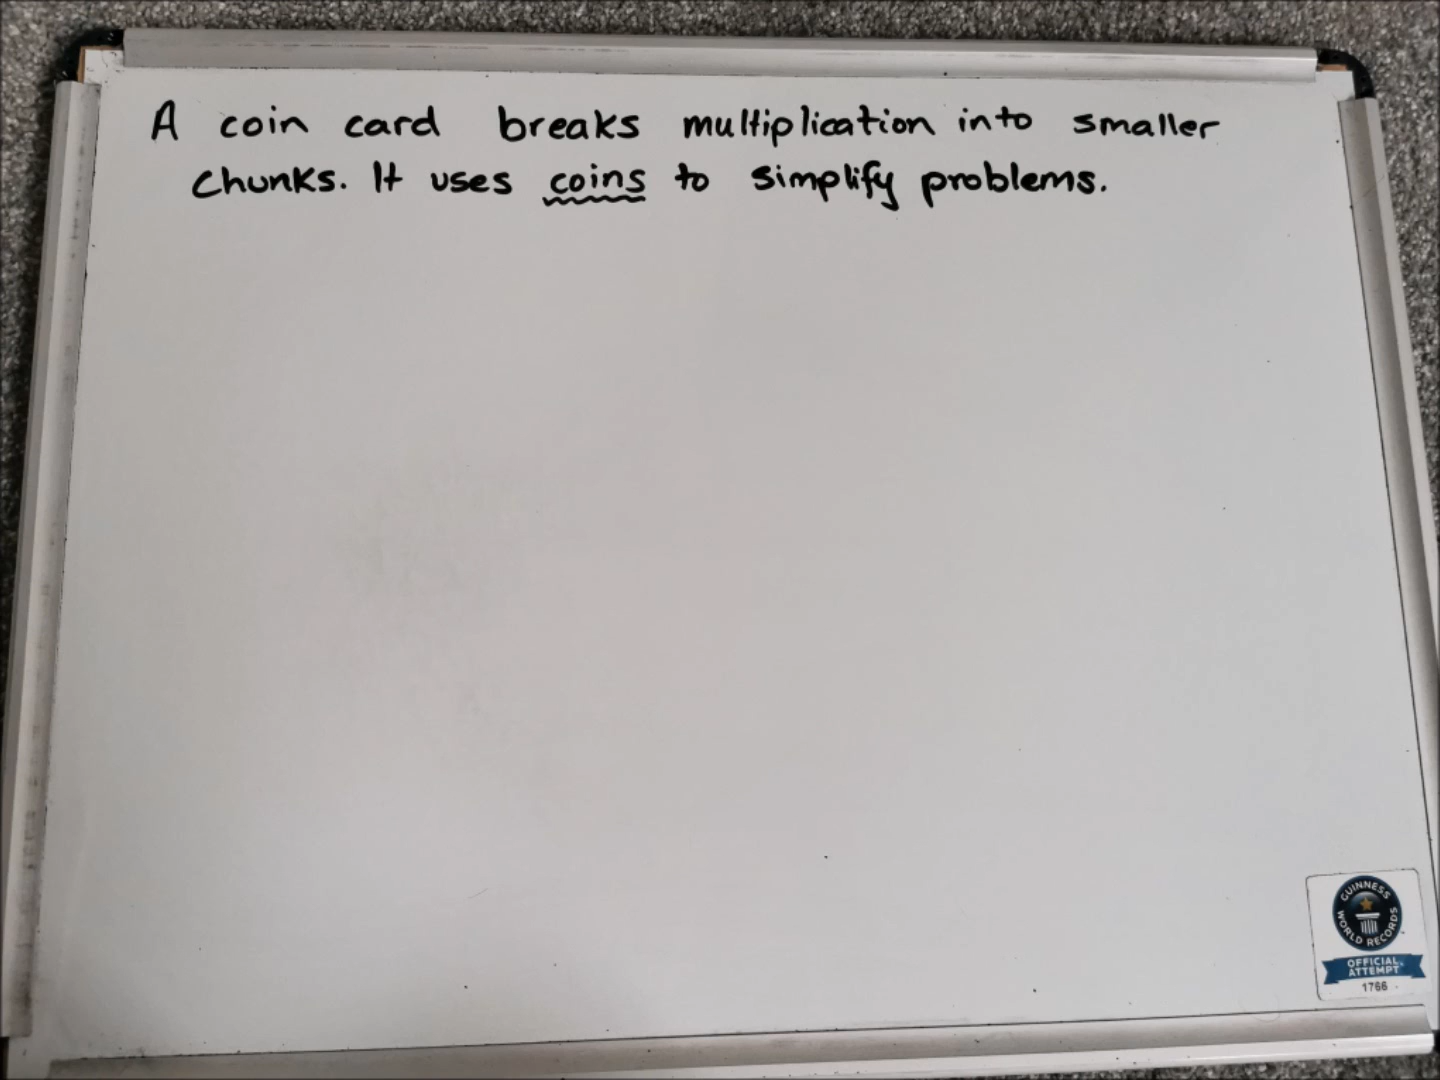 A coin card breaks multiplication into smaller
chunks. It uses coins to simplify problems.
GUINNESS
WORLD RECORDS
OFFICIAL
ATTEMPT
1766